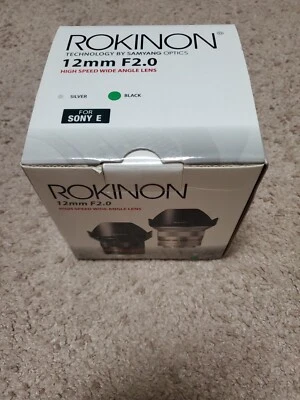 ROKINON®
TECHNOLOGY BY SAMYANG OPTICS
12mm F2.0
HIGH SPEED WIDE ANGLE LENS
SILVER
BLACK
FOR
SONY E
ROKINON
12mm F2.0
HIGH SPEED WIDE ANGLE LENS